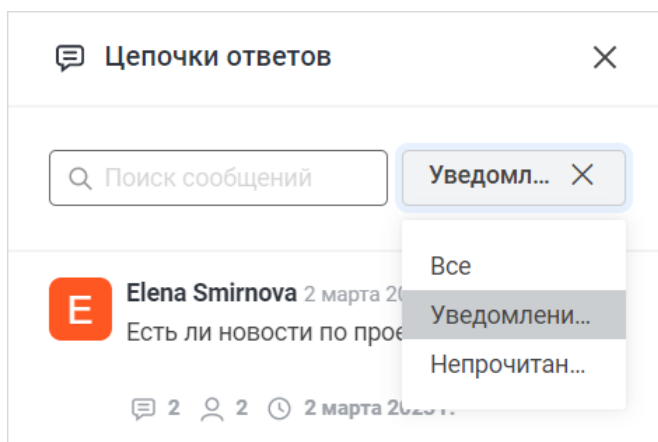 Цепочки ответов
Поиск сообщений
Уведомл...
Все
Уведомлени...
Непрочитан...
E
Elena Smirnova 2 марта
Есть ли новости по
2 2 2 марта